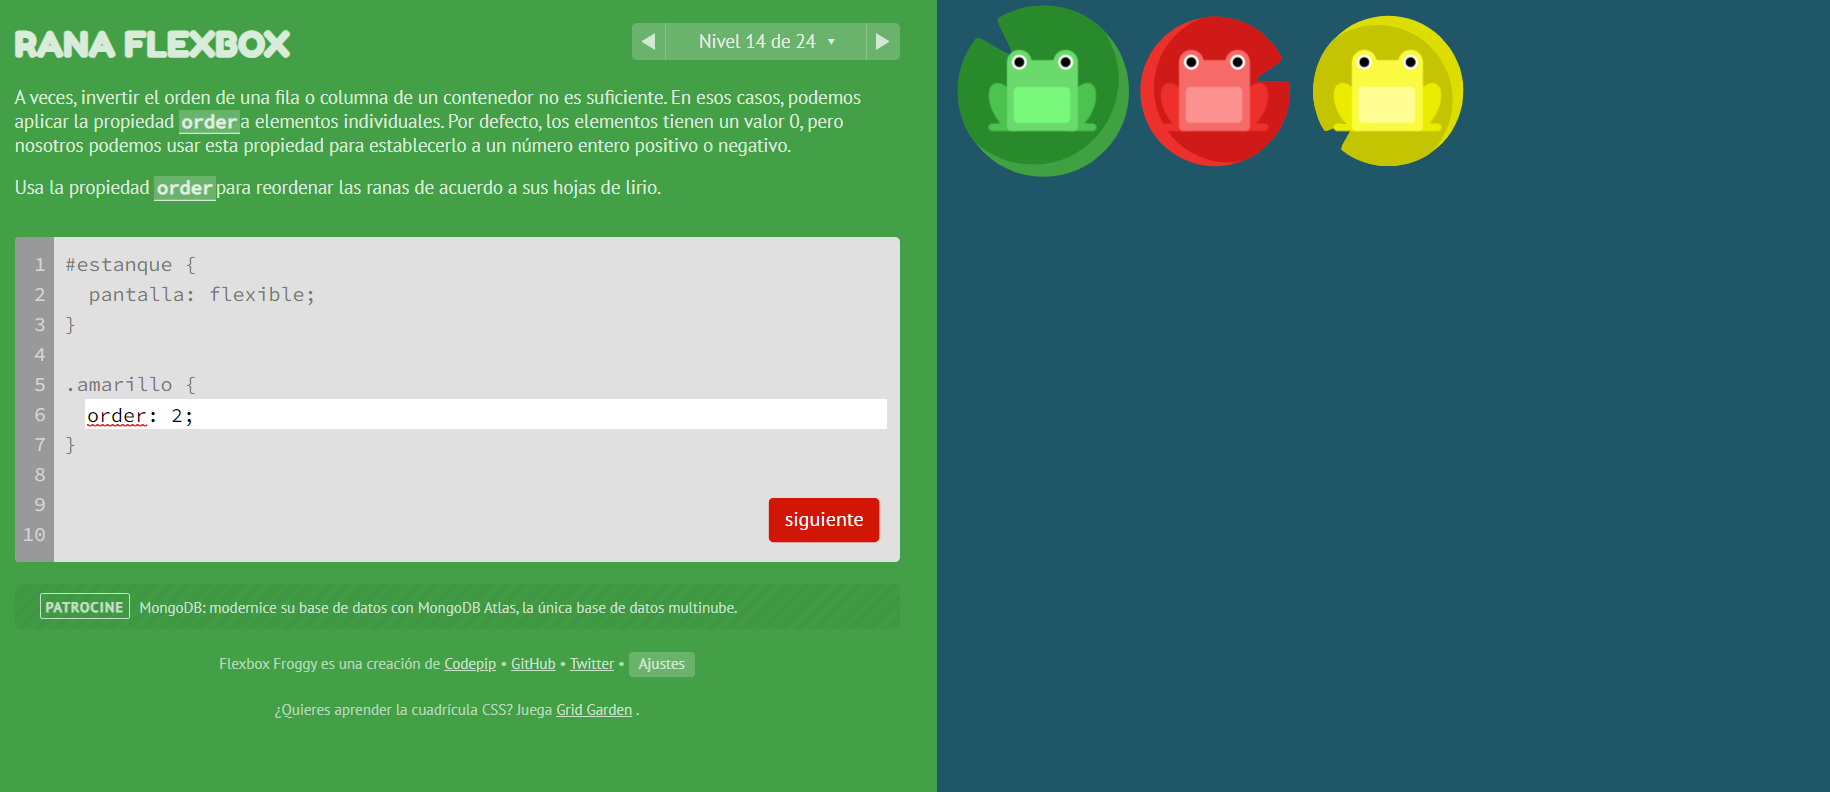 RANA FLEXBOX
Nivel 14 de 24
A veces, invertir el orden de una fila o columna de un contenedor no es suficiente. En esos casos, podemos
aplicar la propiedad order a elementos individuales. Por defecto, los elementos tienen un valor 0, pero
nosotros podemos usar esta propiedad para establecerlo a un número entero positivo o negativo.
Usa la propiedad order para reordenar las ranas de acuerdo a sus hojas de lirio.
1 #estanque {
2 pantalla: flexible;
3 }
4
5 .amarillo {
6 order: 2;
7 }
8
9
10
siguiente
PATROCINE MongoDB: modernice su base de datos con MongoDB Atlas, la única base de datos multinube.
Flexbox Froggy es una creación de Codepip • GitHub • Twitter • Ajustes
¿Quieres aprender la cuadrícula CSS? Juega Grid Garden .